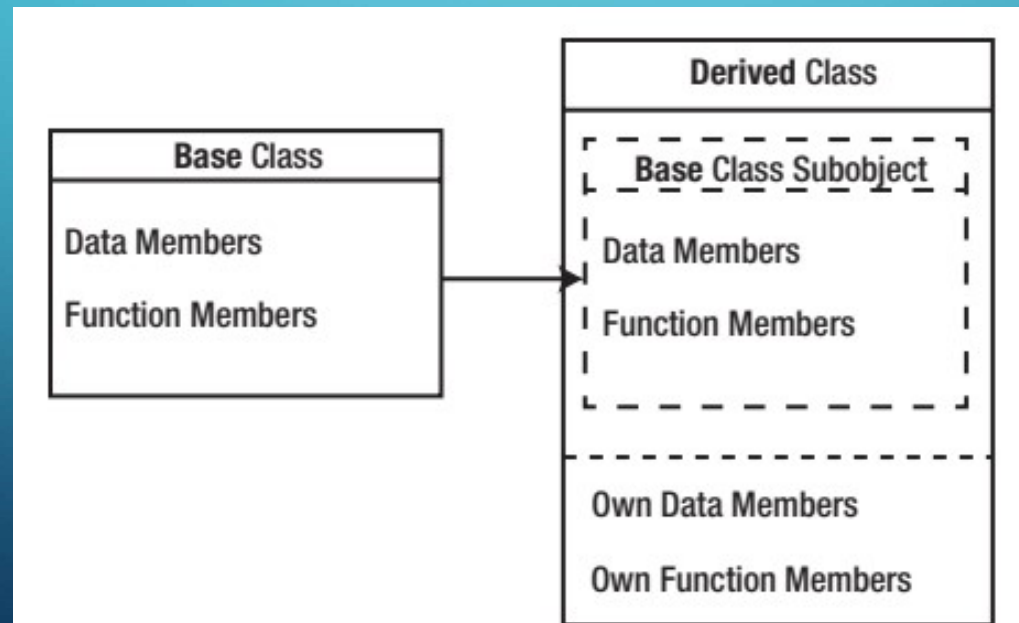 Base Class
Data Members
Function Members
Derived Class
Base Class Subobject
Data Members
Function Members
Own Data Members
Own Function Members